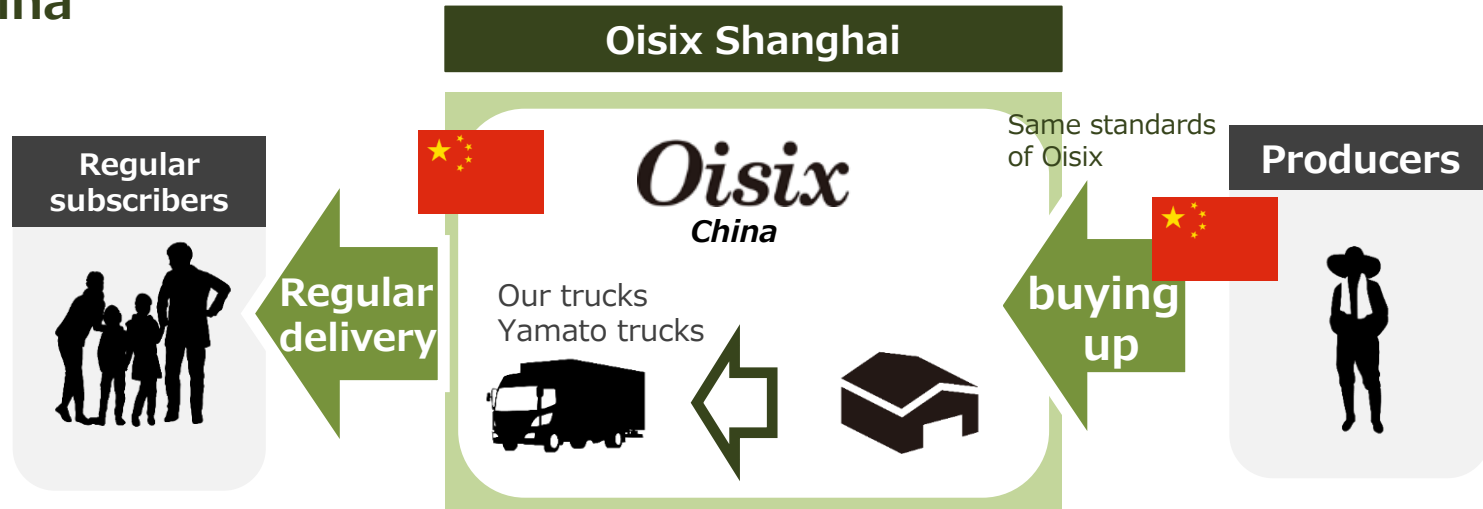 Oisix Shanghai
Regular
subscribers
Regular
delivery
Oisix
China
Our trucks
Yamato trucks
Same standards
of Oisix
buying
up
Producers